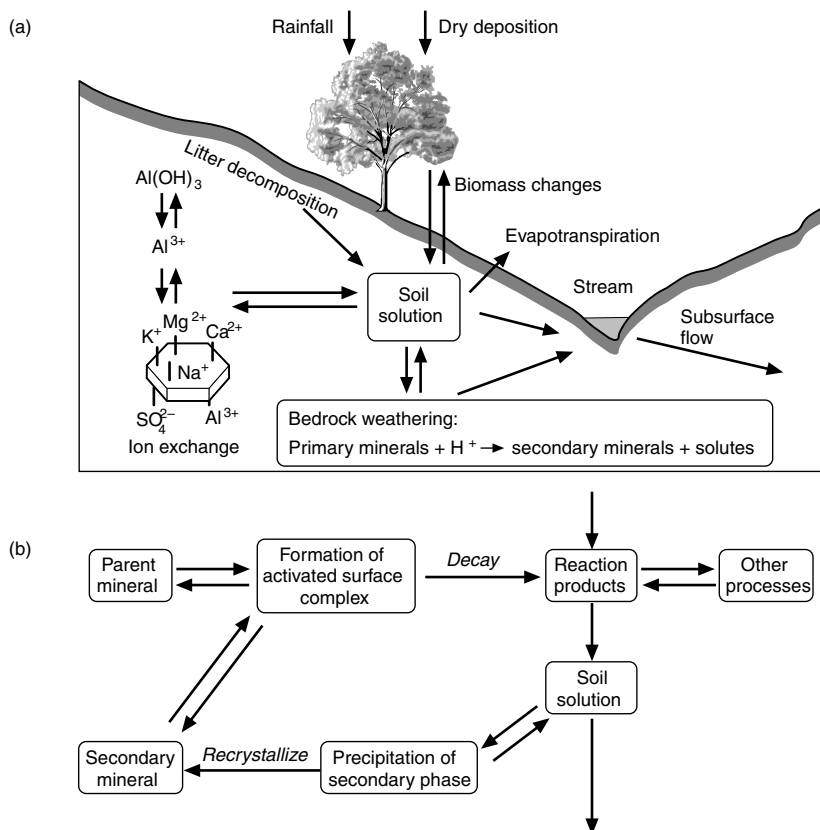 (a)
Rainfall
Dry deposition
Litter decomposition
Biomass changes
Al(OH)₃
Al³⁺
Evapotranspiration
Stream
Subsurface
flow
Soil
solution
K⁺ Mg²⁺ Ca²⁺
Na⁺
SO₄²⁻ Al³⁺
Ion exchange
Bedrock weathering:
Primary minerals + H⁺ → secondary minerals + solutes
(b)
Parent
mineral
Formation of
activated surface
complex
Decay
Reaction
products
Other
processes
Soil
solution
Secondary
mineral
Recrystallize
Precipitation of
secondary phase